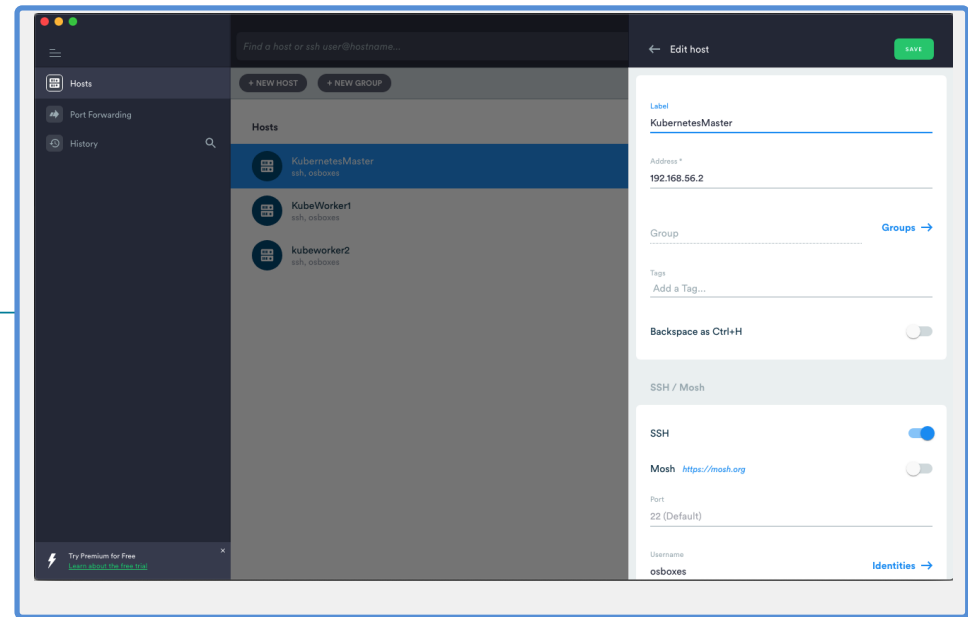 Find a host or ssh user@hostname...
Edit host
SAVE
Hosts
Port Forwarding
History
+ NEW HOST
+ NEW GROUP
Hosts
KubernetesMaster
ssh, osboxes
KubeWorker1
ssh, osboxes
kubeworker2
ssh, osboxes
Label
KubernetesMaster
Address *
192.168.56.2
Group
Groups →
Tags
Add a Tag...
Backspace as Ctrl+H
SSH / Mosh
SSH
Mosh https://mosh.org
Port
22 (Default)
Username
osboxes
Identities →
Try Premium for Free
Learn about the free trial